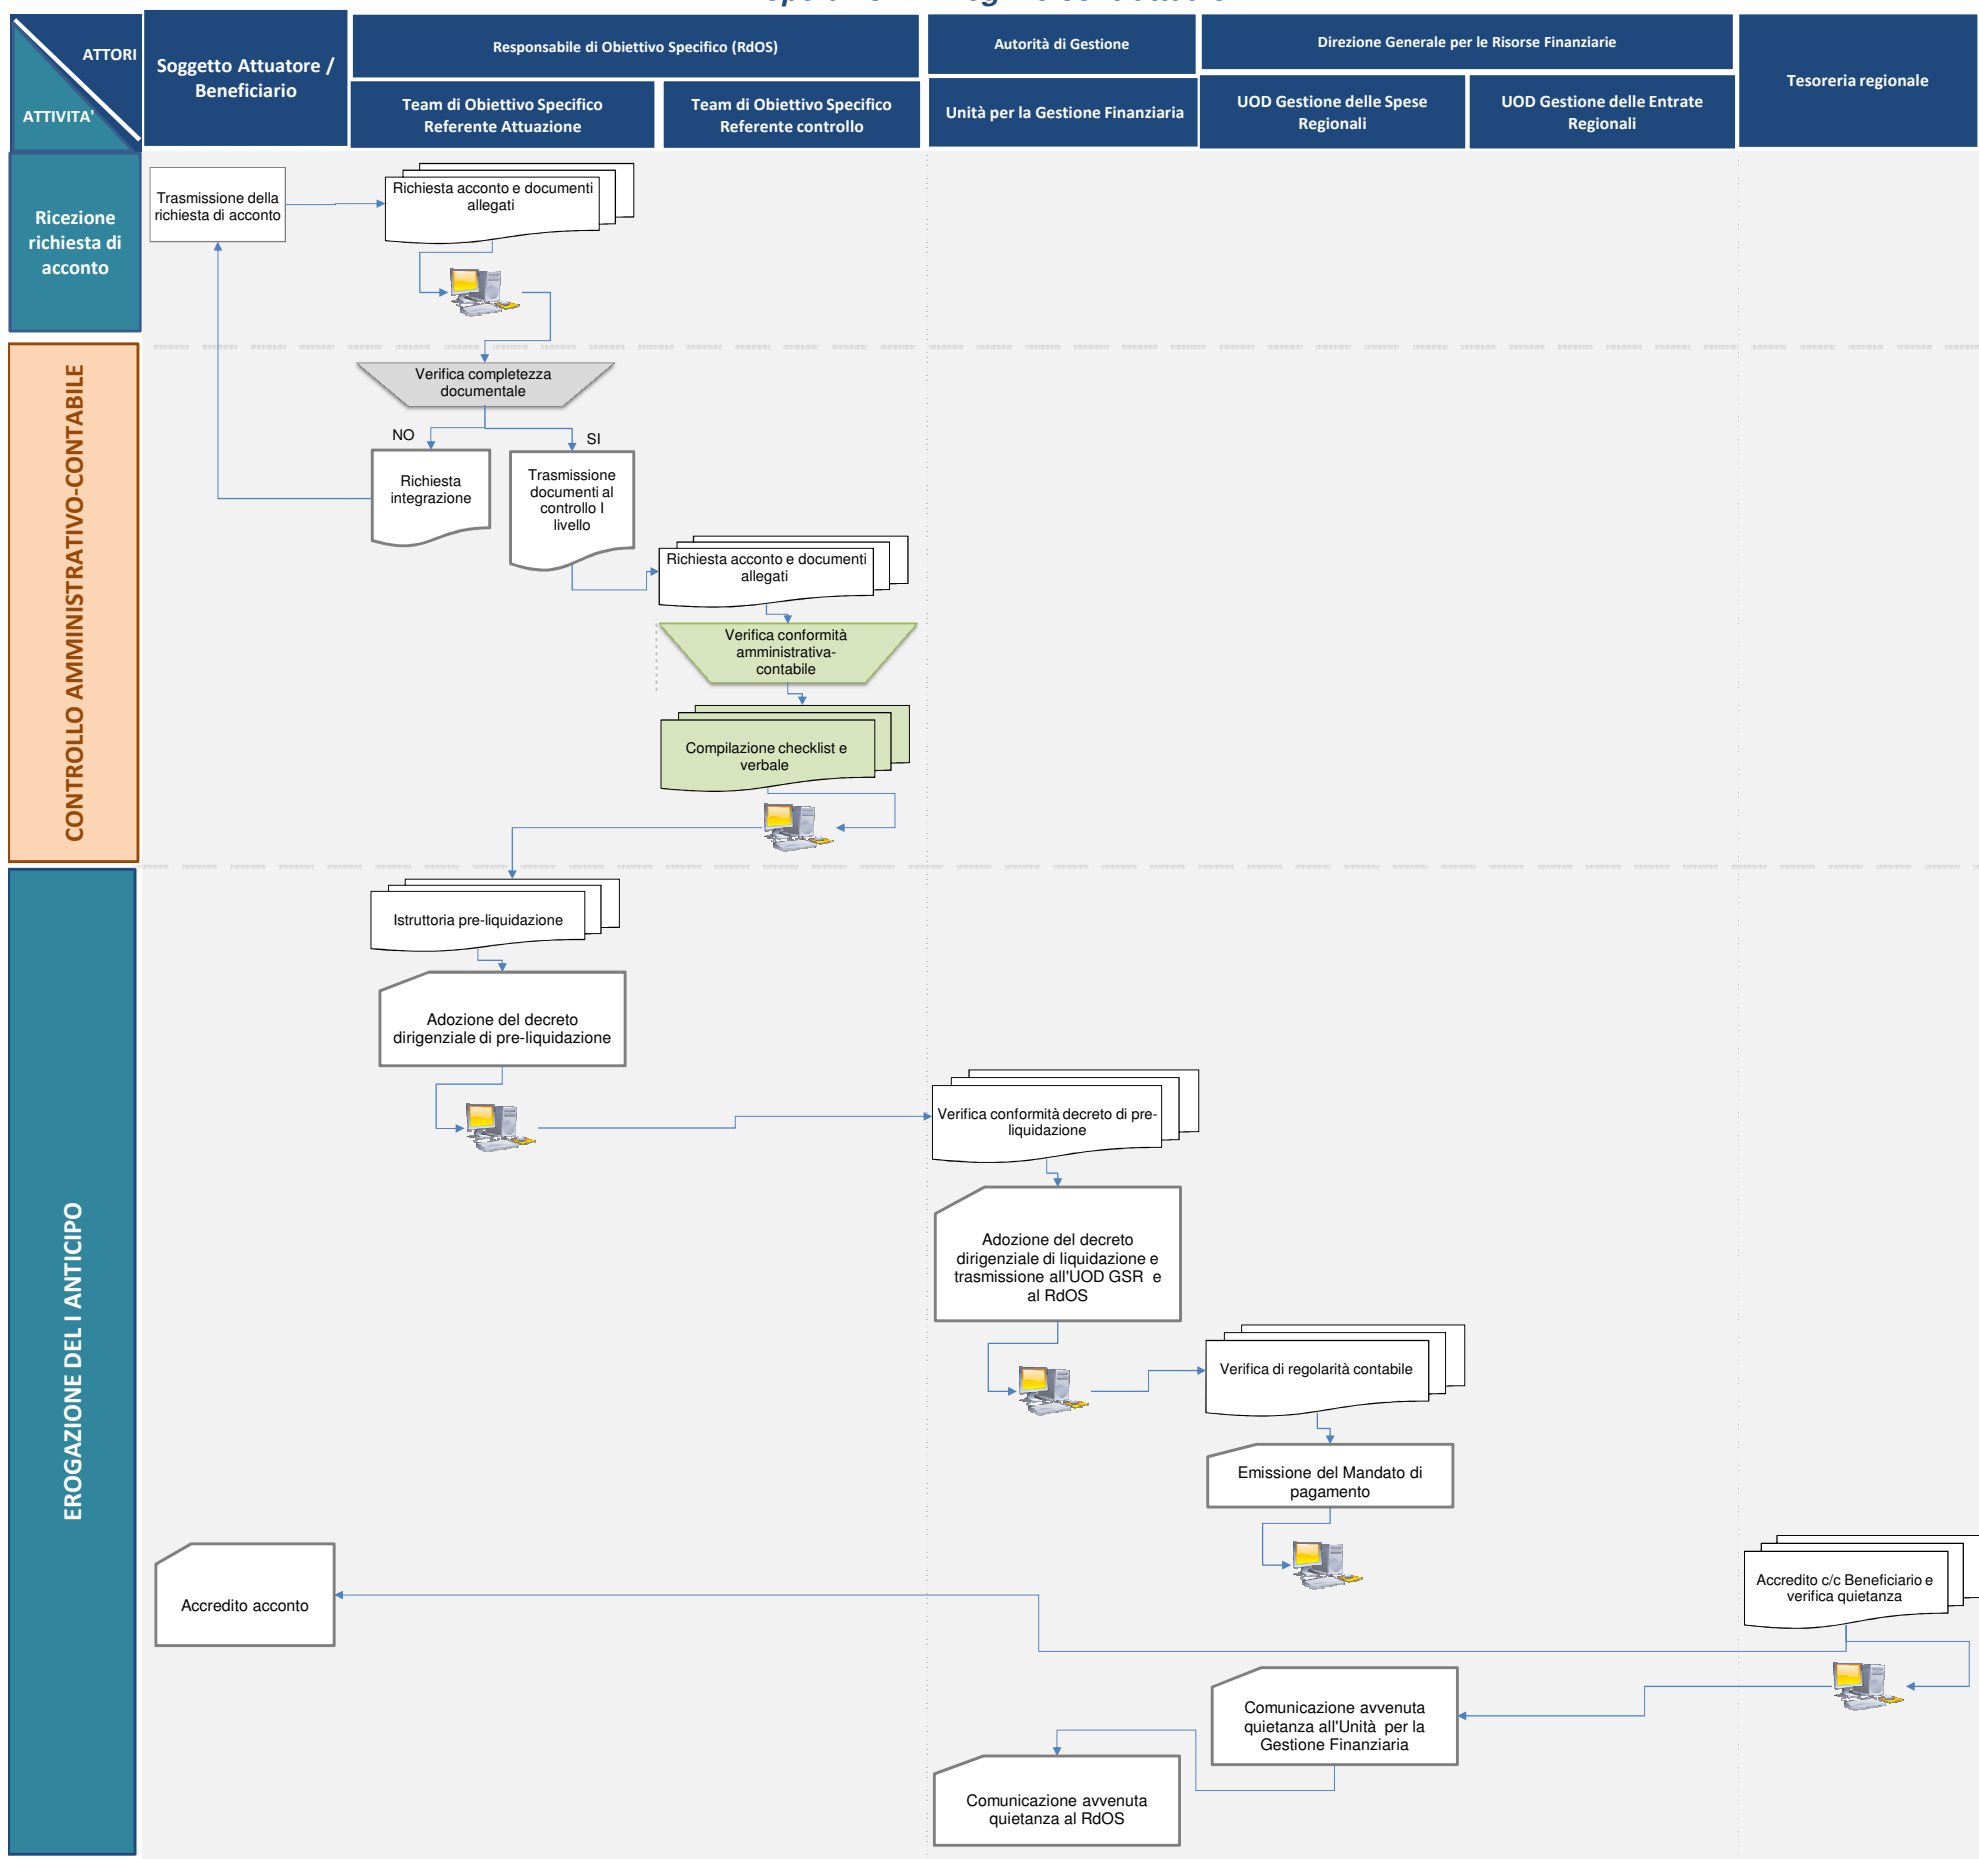 ATTORI
ATTIVITA'
Soggetto Attuatore /
Beneficiario
Responsabile di Obiettivo Specifico (RdOS)
Autorità di Gestione
Direzione Generale per le Risorse Finanziarie
Tesoreria regionale
Team di Obiettivo Specifico
Referente Attuazione
Team di Obiettivo Specifico
Referente controllo
Unità per la Gestione Finanziaria
UOD Gestione delle Spese
Regionali
UOD Gestione delle Entrate
Regionali
Ricezione
richiesta di
acconto
Trasmissione della
richiesta di acconto
Richiesta acconto e documenti
allegati
CONTROLLO AMMINISTRATIVO-CONTABILE
Verifica completezza
documentale
NO
SI
Richiesta
integrazione
Trasmissione
documenti al
controllo I
livello
Richiesta acconto e documenti
allegati
Verifica conformità
amministrativa-
contabile
Compilazione checklist e
verbale
EROGAZIONE DEL I ANTICIPO
Istruttoria pre-liquidazione
Adozione del decreto
dirigenziale di pre-liquidazione
Verifica conformità decreto di pre-
liquidazione
Adozione del decreto
dirigenziale di liquidazione e
trasmissione all'UOD GSR e
al RdOS
Verifica di regolarità contabile
Emissione del Mandato di
pagamento
Accredito acconto
Accredito c/c Beneficiario e
verifica quietanza
Comunicazione avvenuta
quietanza all'Unità per la
Gestione Finanziaria
Comunicazione avvenuta
quietanza al RdOS